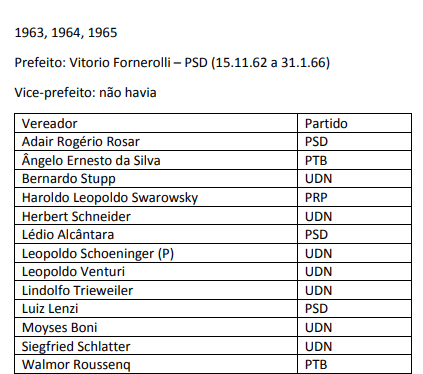 1963, 1964, 1965
Prefeito: Vitorio Fornerolli – PSD (15.11.62 a 31.1.66)
Vice-prefeito: não havia
Vereador Partido
Adair Rogério Rosar PSD
Ângelo Ernesto da Silva PTB
Bernardo Stupp UDN
Haroldo Leopoldo Swarowsky PRP
Herbert Schneider UDN
Lédio Alcântara PSD
Leopoldo Schoeninger (P) UDN
Leopoldo Venturi UDN
Lindolfo Trieweiler UDN
Luiz Lenzi PSD
Moyses Boni UDN
Siegfried Schlatter UDN
Walmor Roussenq PTB